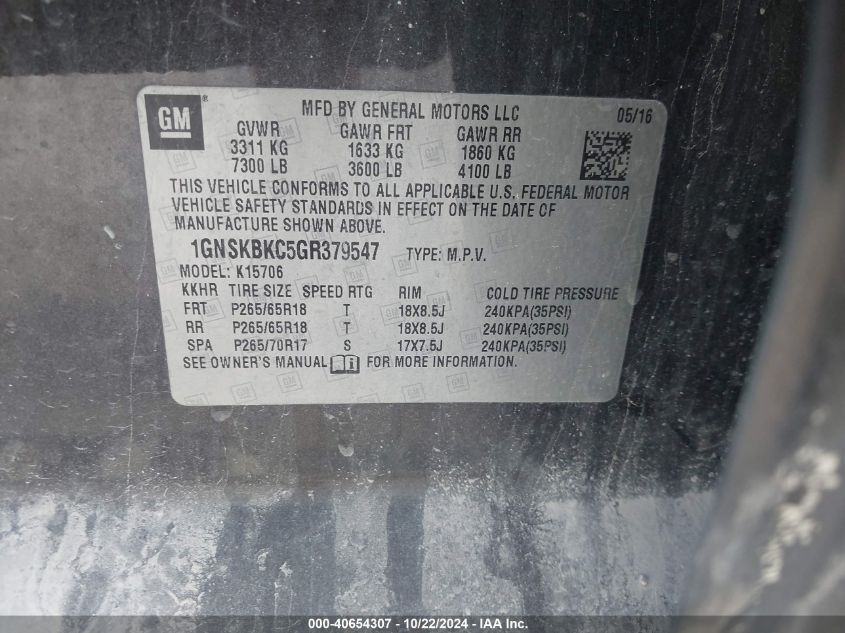 GM ® MFD BY GENERAL MOTORS LLC 05/16
GVWR GAWR FRT GAWR RR
3311 KG 1633 KG 1860 KG
7300 LB 3600 LB 4100 LB
THIS VEHICLE CONFORMS TO ALL APPLICABLE U.S. FEDERAL MOTOR
VEHICLE SAFETY STANDARDS IN EFFECT ON THE DATE OF
MANUFACTURE SHOWN ABOVE.
1GNSKBKC5GR379547 TYPE: M.P.V.
MODEL: K15706
KKHR TIRE SIZE SPEED RTG RIM COLD TIRE PRESSURE
FRT P265/65R18 T 18X8.5J 240KPA(35PSI)
RR P265/65R18 T 18X8.5J 240KPA(35PSI)
SPA P265/70R17 S 17X7.5J 240KPA(35PSI)
SEE OWNER'S MANUAL FOR MORE INFORMATION.
000-40654307 - 10/22/2024 - IAA Inc.